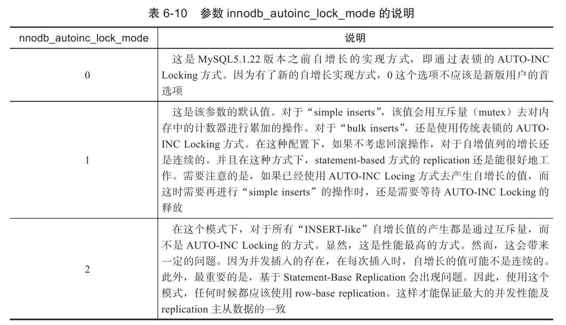 表 6-10 参数 innodb_autoinc_lock_mode 的说明
nnodb_autoinc_lock_mode
说明
0
这是 MySQL5.1.22 版本之前自增长的实现方式，即通过表锁的 AUTO-INC
Locking 方式。因为有了新的自增长实现方式，0 这个选项不应该是新版用户的首
选项
1
这是该参数的默认值。对于“simple inserts”，该值会用互斥量（mutex）去对内
存中的计数器进行累加的操作。对于“bulk inserts”，还是使用传统表锁的 AUTO-
INC Locking 方式。在这种配置下，如果不考虑回滚操作，对于自增值列的增长还
是连续的。并且在这种方式下，statement-based 方式的 replication 还是能很好地工
作。需要注意的是，如果已经使用 AUTO-INC Locing 方式去产生自增长的值，而
这时需要再进行“simple inserts”的操作时，还是需要等待 AUTO-INC Locking 的
释放
2
在这个模式下，对于所有“INSERT-like”自增长值的产生都是通过互斥量，而
不是 AUTO-INC Locking 的方式。显然，这是性能最高的方式。然而，这会带来
一定的问题。因为并发插入的存在，在每次插入时，自增长的值可能不是连续的。
此外，最重要的是，基于 Statement-Base Replication 会出现问题。因此，使用这个
模式，任何时候都应该使用 row-base replication。这样才能保证最大的并发性能及
replication 主从数据的一致